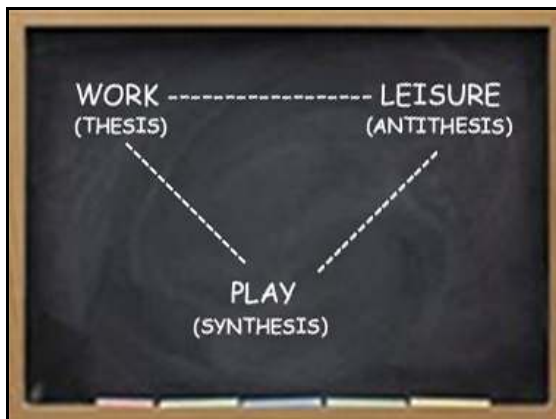 WORK LEISURE
(THESIS) (ANTITHESIS)
PLAY
(SYNTHESIS)